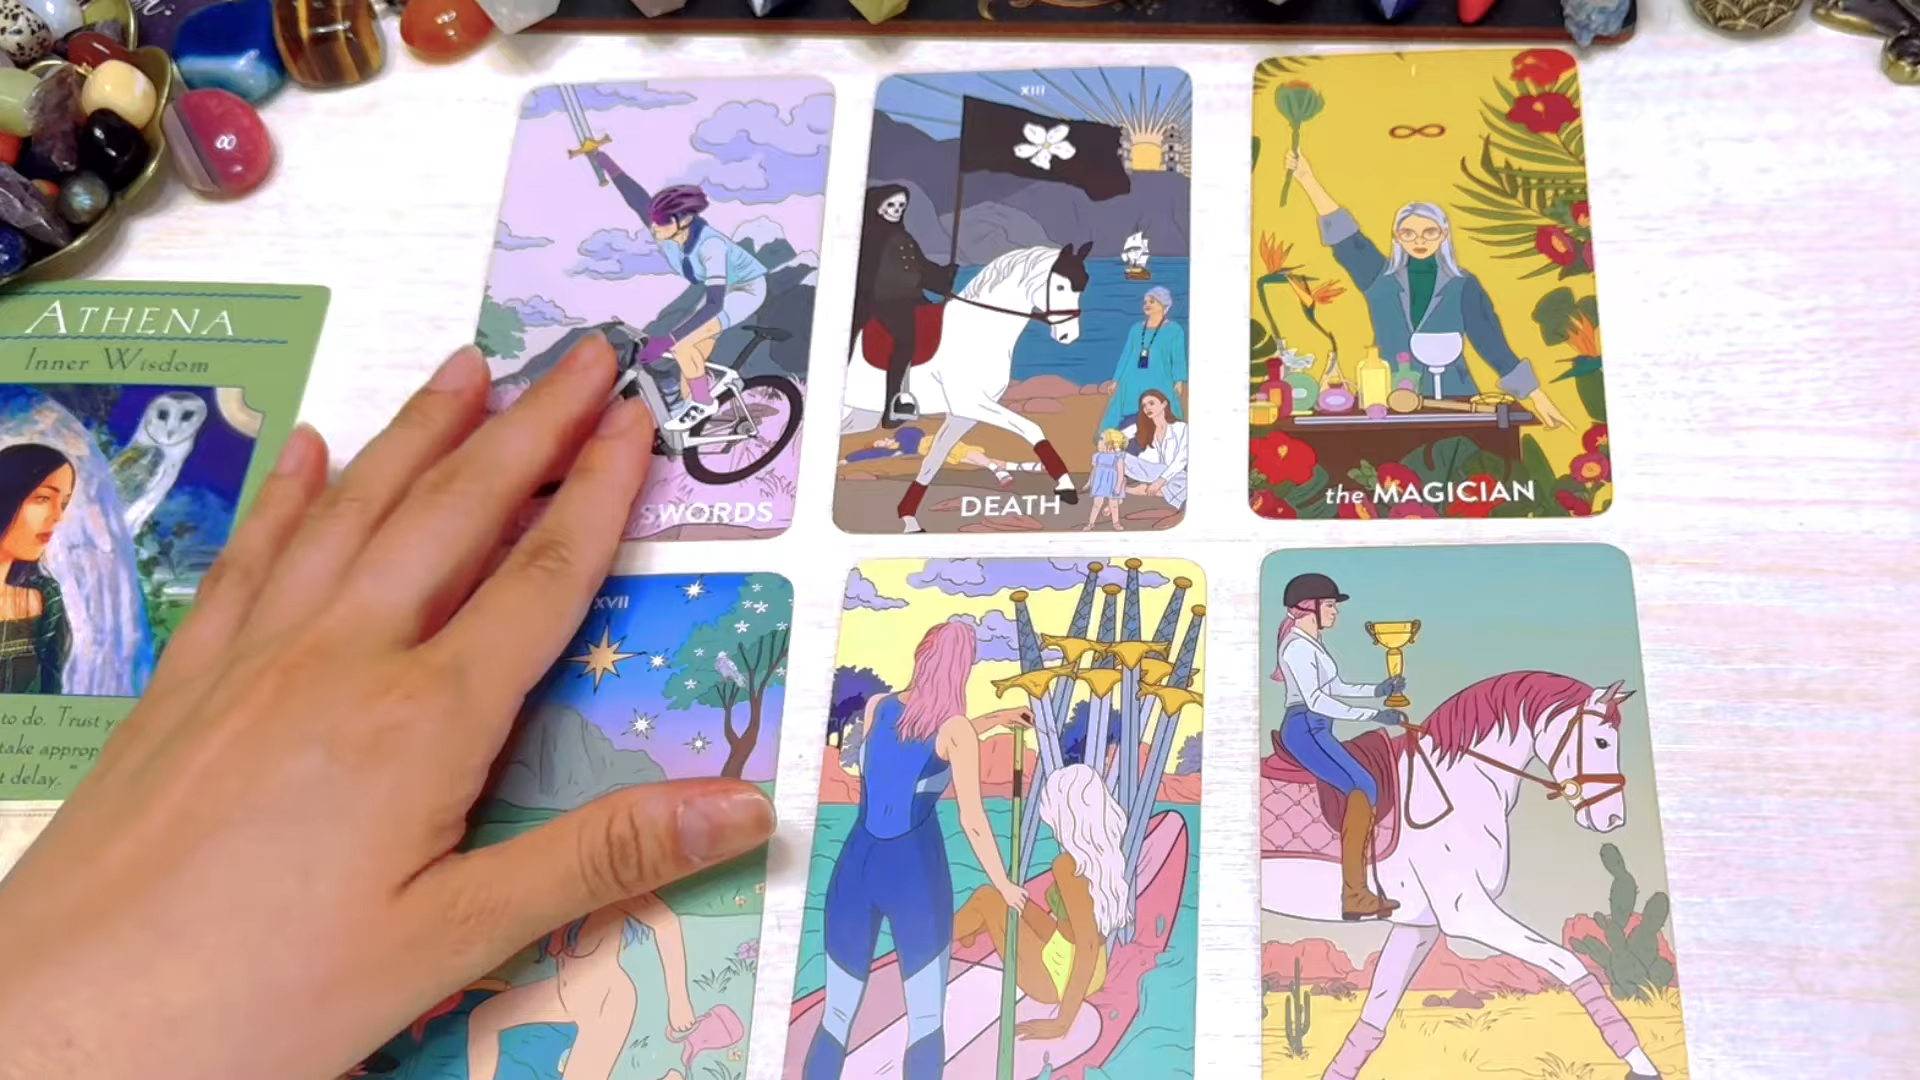 ATHENA
Inner Wisdom
to do. Trust
take approp
t delay."
SWORDS
XIII
DEATH
I
the MAGICIAN
XVII